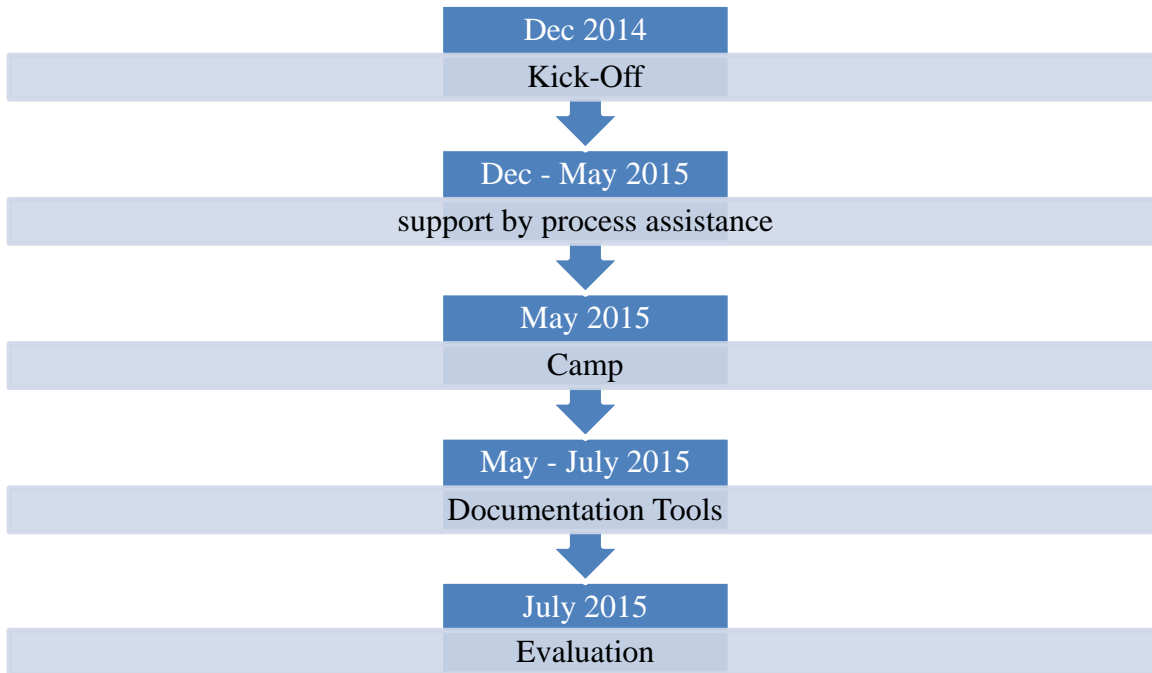 Dec 2014
Kick-Off
Dec - May 2015
support by process assistance
May 2015
Camp
May - July 2015
Documentation Tools
July 2015
Evaluation